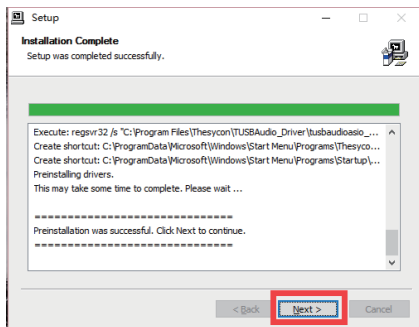 Setup
Installation Complete
Setup was completed successfully.
Execute: regsvr32 /s "C:\Program Files\Thesycon\TUSBAudio_Driver\tusbaudioasio_...
Create shortcut: C:\ProgramData\Microsoft\Windows\Start Menu\Programs\Thesyco...
Create shortcut: C:\ProgramData\Microsoft\Windows\Start Menu\Programs\Startup\...
Preinstalling drivers.
This may take some time to complete. Please wait ...
==============================
Preinstallation was successful. Click Next to continue.
==============================
< Back
Next >
Cancel